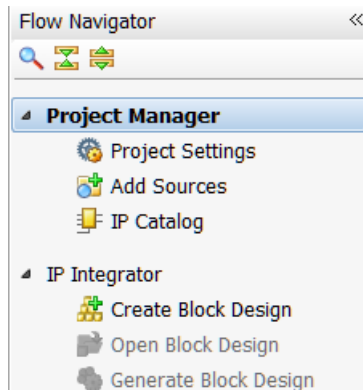 Flow Navigator «
Project Manager
Project Settings
Add Sources
IP Catalog
IP Integrator
Create Block Design
Open Block Design
Generate Block Design